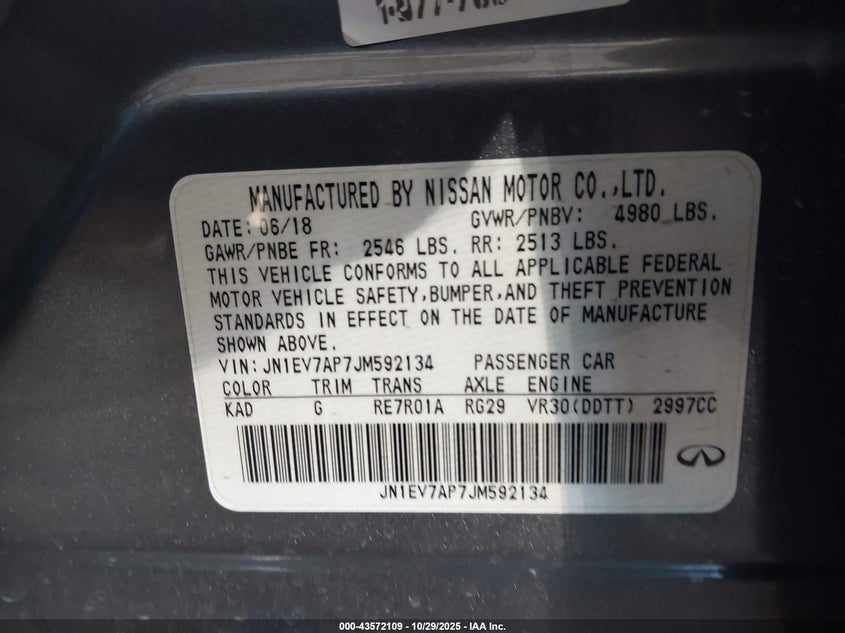 MANUFACTURED BY NISSAN MOTOR CO.,LTD.
DATE: 06/18 GVWR/PNBV: 4980 LBS.
GAWR/PNBE FR: 2546 LBS. RR: 2513 LBS.
THIS VEHICLE CONFORMS TO ALL APPLICABLE FEDERAL
MOTOR VEHICLE SAFETY,BUMPER,AND THEFT PREVENTION
STANDARDS IN EFFECT ON THE DATE OF MANUFACTURE
SHOWN ABOVE.
VIN: JN1EV7AP7JM592134 PASSENGER CAR
COLOR TRIM TRANS AXLE ENGINE
KAD G RE7R01A RG29 VR30(DDTT) 2997CC
JN1EV7AP7JM592134
000-43572109 - 10/29/2025 - IAA Inc.